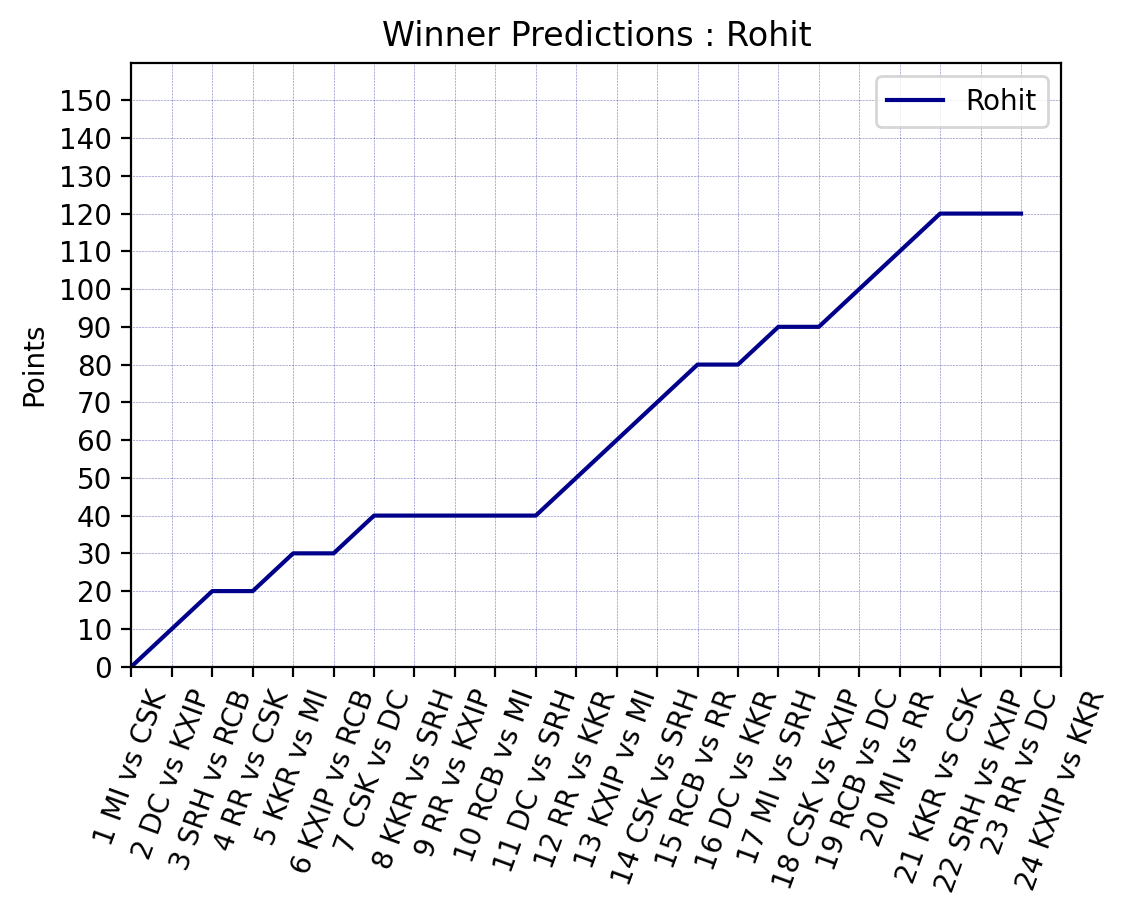 Winner Predictions : Rohit
Rohit
150
140
130
120
110
100
90
80
70
60
50
40
30
20
10
0
Points
1 MI vs CSK
2 DC vs KXIP
3 SRH vs RCB
4 RR vs CSK
5 KKR vs MI
6 KXIP vs RCB
7 CSK vs DC
8 KKR vs SRH
9 RR vs KXIP
10 RCB vs MI
11 DC vs SRH
12 RR vs KKR
13 KXIP vs MI
14 CSK vs SRH
15 RCB vs RR
16 DC vs KKR
17 MI vs SRH
18 CSK vs KXIP
19 RCB vs DC
20 MI vs RR
21 KKR vs CSK
22 SRH vs KXIP
23 RR vs DC
24 KXIP vs KKR